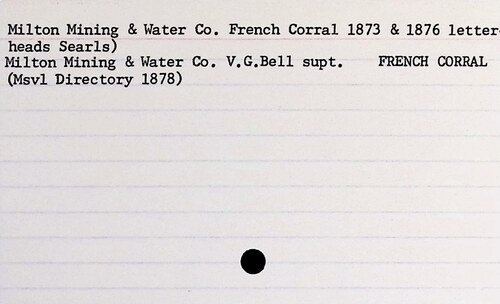 Milton Mining & Water Co. French Corral 1873 & 1876 letter-
heads Searls)
Milton Mining & Water Co. V.G.Bell supt. FRENCH CORRAL
(Msvl Directory 1878)